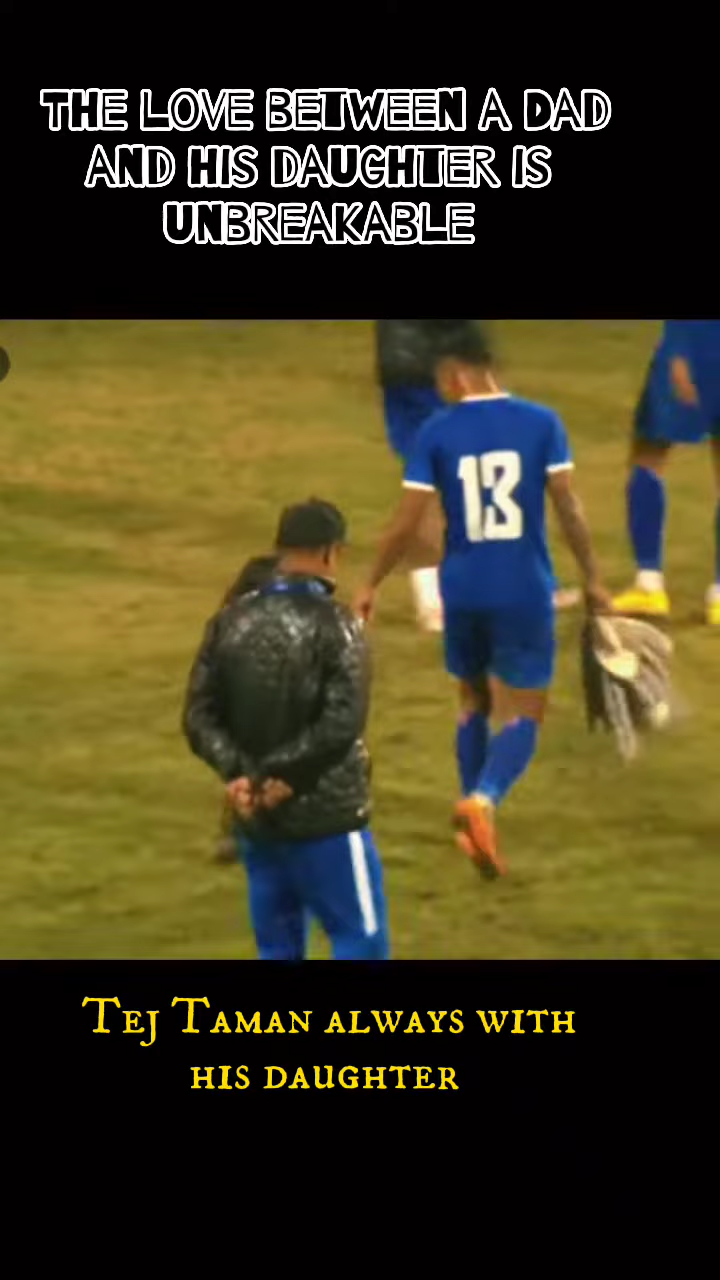 THE LOVE BETWEEN A DAD
AND HIS DAUGHTER IS
UNBREAKABLE
13
Tej Taman always with
his daughter